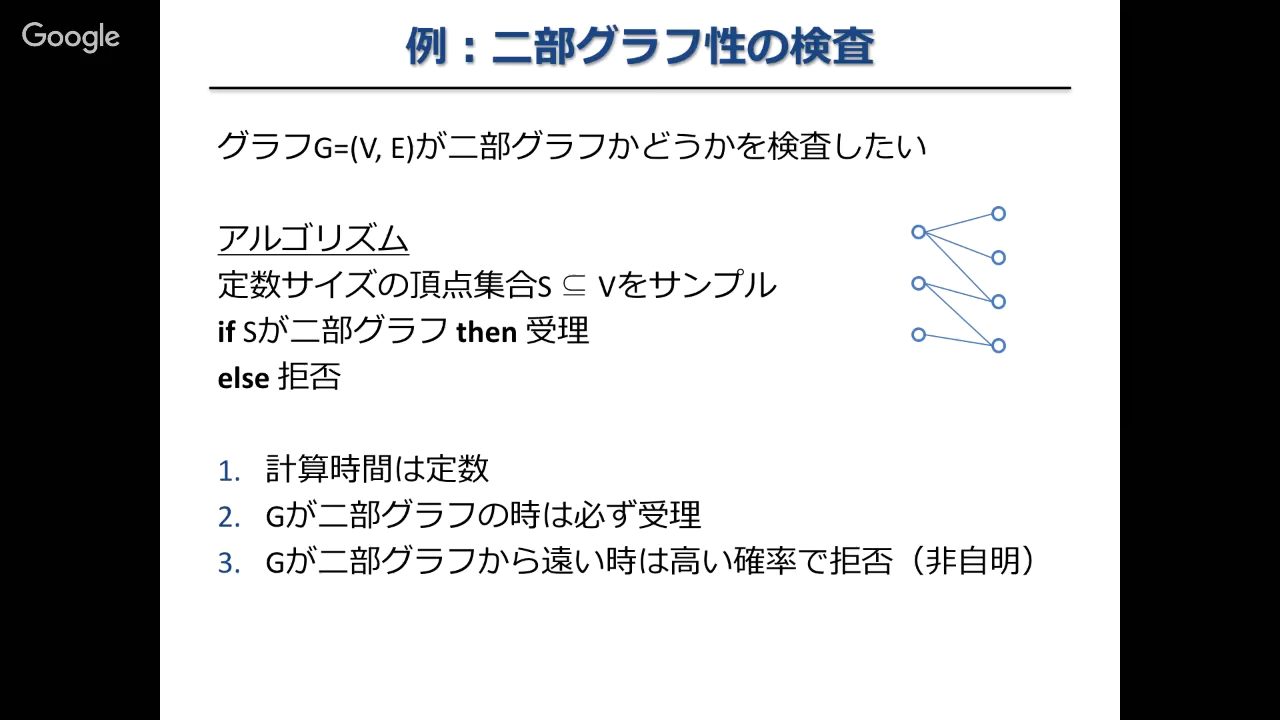 Google
例：二部グラフ性の検査
グラフG=(V, E)が二部グラフかどうかを検査したい
アルゴリズム
定数サイズの頂点集合S ⊆ Vをサンプル
if Sが二部グラフ then 受理
else 拒否
1. 計算時間は定数
2. Gが二部グラフの時は必ず受理
3. Gが二部グラフから遠い時は高い確率で拒否（非自明）